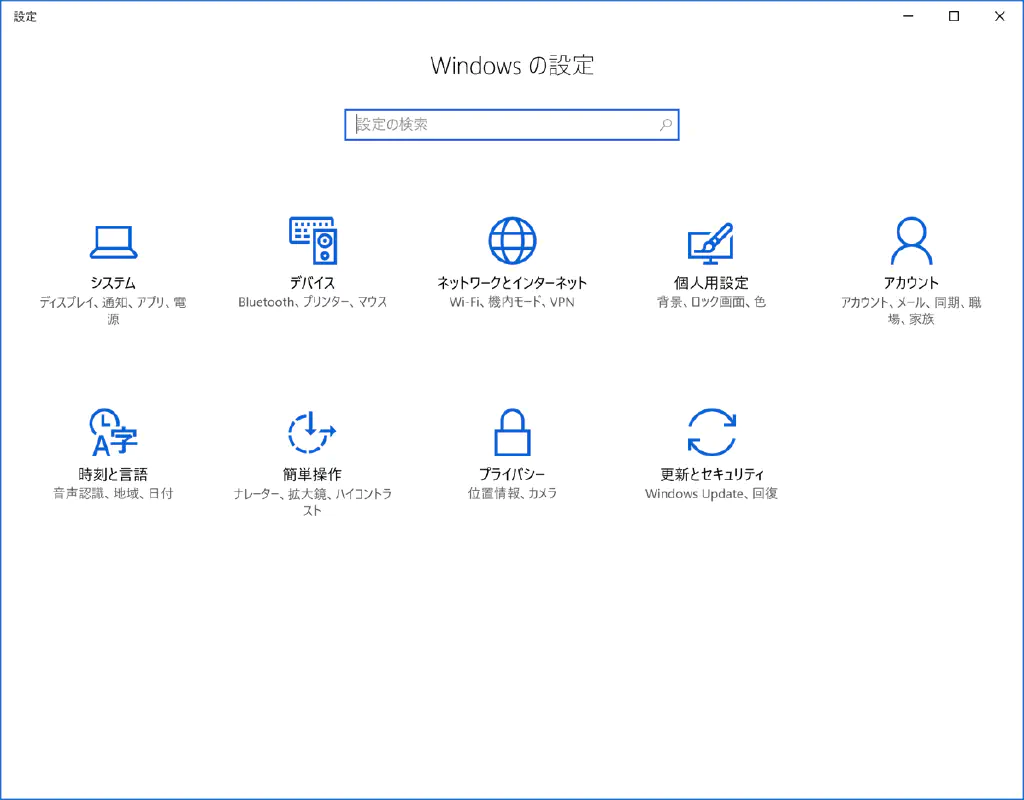 設定
Windows の設定
設定の検索
システム
ディスプレイ、通知、アプリ、電
源
デバイス
Bluetooth、プリンター、マウス
ネットワークとインターネット
Wi-Fi、機内モード、VPN
個人用設定
背景、ロック画面、色
アカウント
アカウント、メール、同期、職
場、家族
時刻と言語
音声認識、地域、日付
簡単操作
ナレーター、拡大鏡、ハイコントラ
スト
プライバシー
位置情報、カメラ
更新とセキュリティ
Windows Update、回復